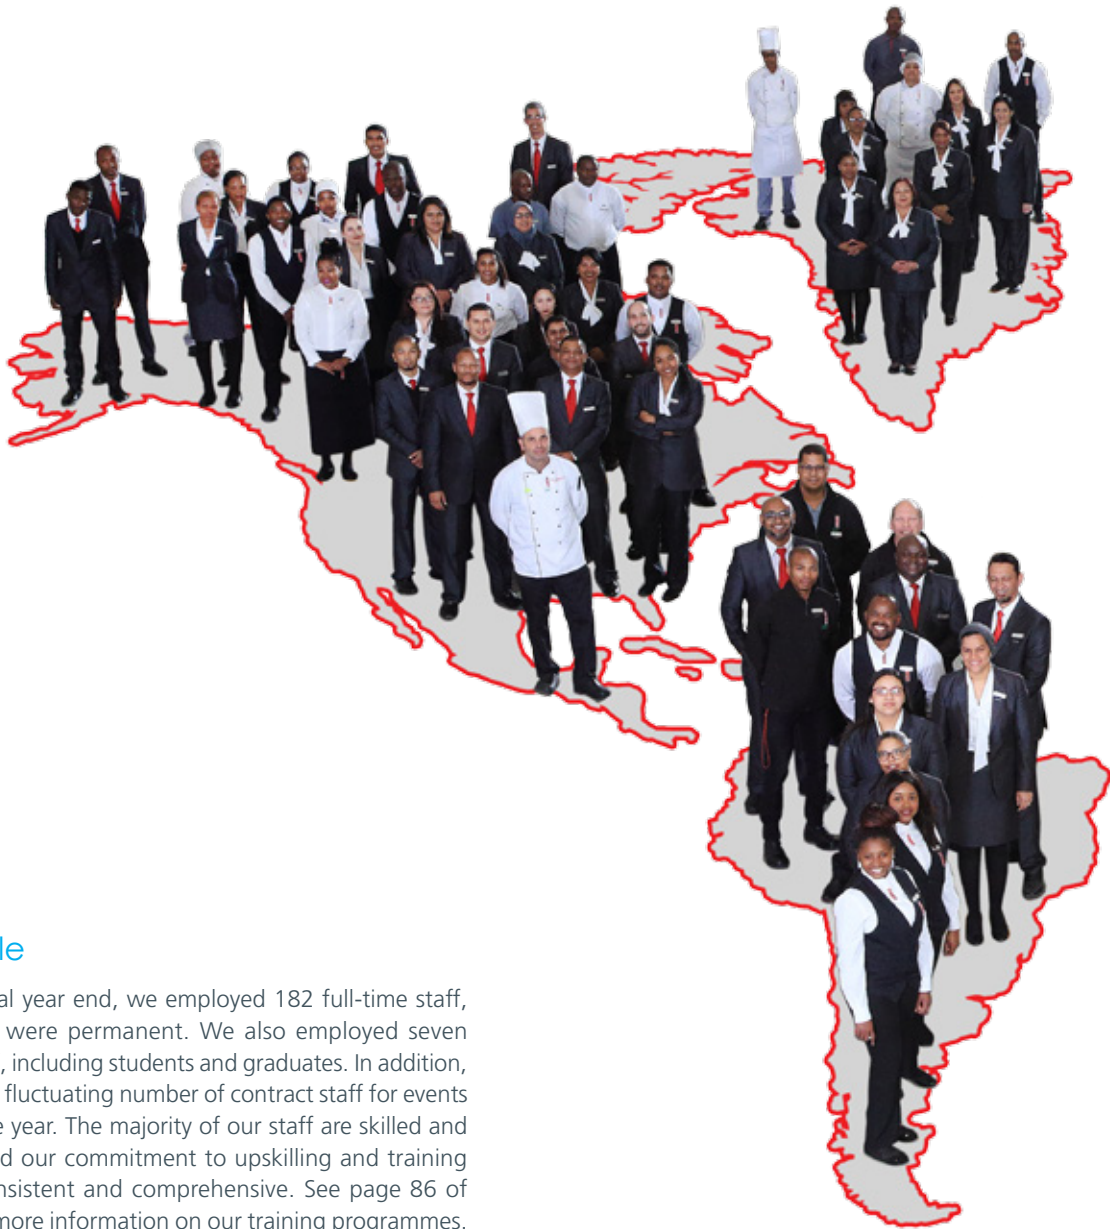 le
al year end, we employed 182 full-time staff,
were permanent. We also employed seven
, including students and graduates. In addition,
fluctuating number of contract staff for events
e year. The majority of our staff are skilled and
d our commitment to upskilling and training
nsistent and comprehensive. See page 86 of
more information on our training programmes.